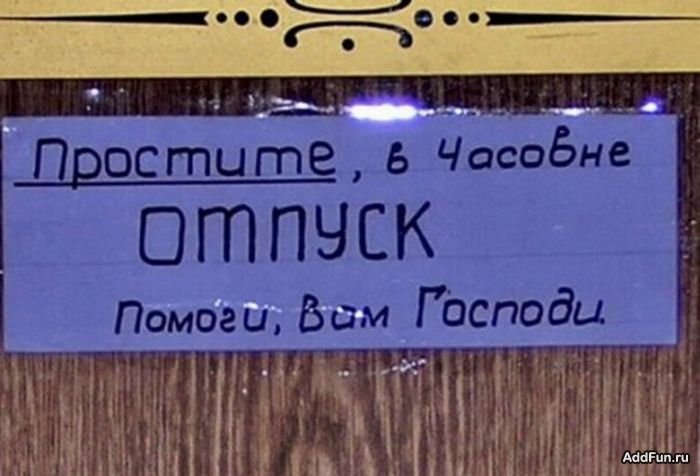 Простите, в Часовне
ОТПУСК
Помоги, Вам Господи.
AddFun.ru